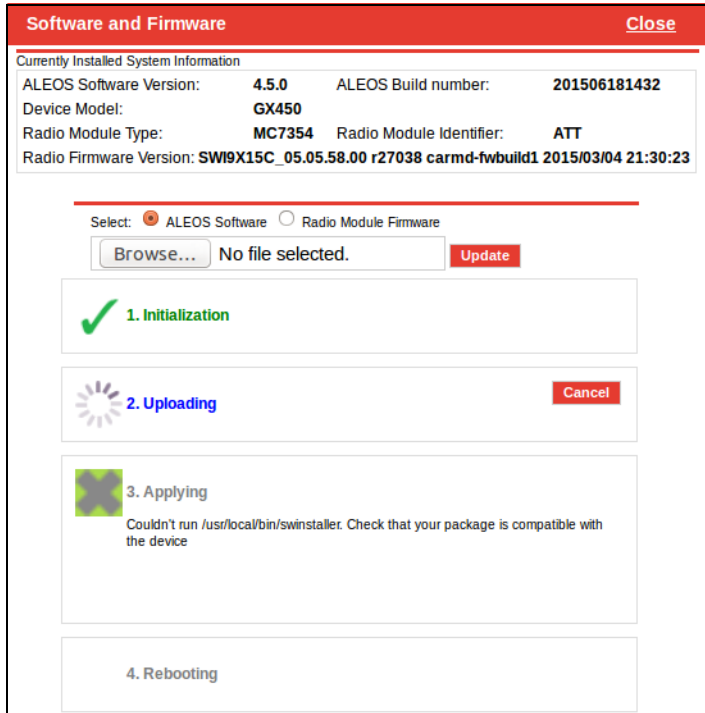 Software and Firmware Close
Currently Installed System Information
ALEOS Software Version: 4.5.0 ALEOS Build number: 201506181432
Device Model: GX450
Radio Module Type: MC7354 Radio Module Identifier: ATT
Radio Firmware Version: SWI9X15C_05.05.58.00 r27038 carmd-fwbuild1 2015/03/04 21:30:23
Select: ALEOS Software Radio Module Firmware
Browse... No file selected. Update
1. Initialization
2. Uploading Cancel
3. Applying
Couldn't run /usr/local/bin/swinstaller. Check that your package is compatible with
the device
4. Rebooting